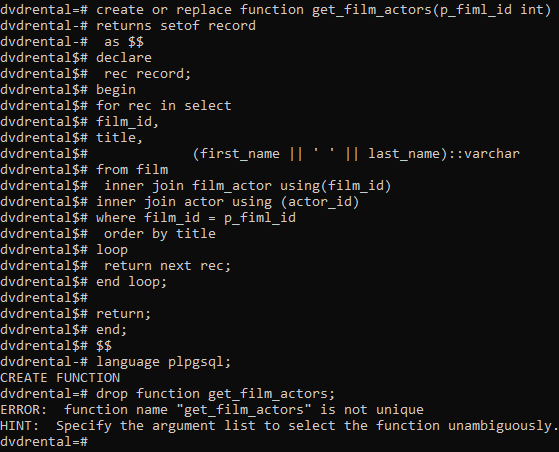 dvdrental=# create or replace function get_film_actors(p_fiml_id int)
dvdrental-# returns setof record
dvdrental-#  as $$
dvdrental$# declare
dvdrental$#  rec record;
dvdrental$# begin
dvdrental$# for rec in select
dvdrental$# film_id,
dvdrental$# title,
dvdrental$#             (first_name || ' ' || last_name)::varchar
dvdrental$# from film
dvdrental$#  inner join film_actor using(film_id)
dvdrental$# inner join actor using (actor_id)
dvdrental$# where film_id = p_fiml_id
dvdrental$#  order by title
dvdrental$# loop
dvdrental$#  return next rec;
dvdrental$# end loop;
dvdrental$#
dvdrental$# return;
dvdrental$# end;
dvdrental$# $$
dvdrental-# language plpgsql;
CREATE FUNCTION
dvdrental=# drop function get_film_actors;
ERROR:  function name "get_film_actors" is not unique
HINT:  Specify the argument list to select the function unambiguously.
dvdrental=#